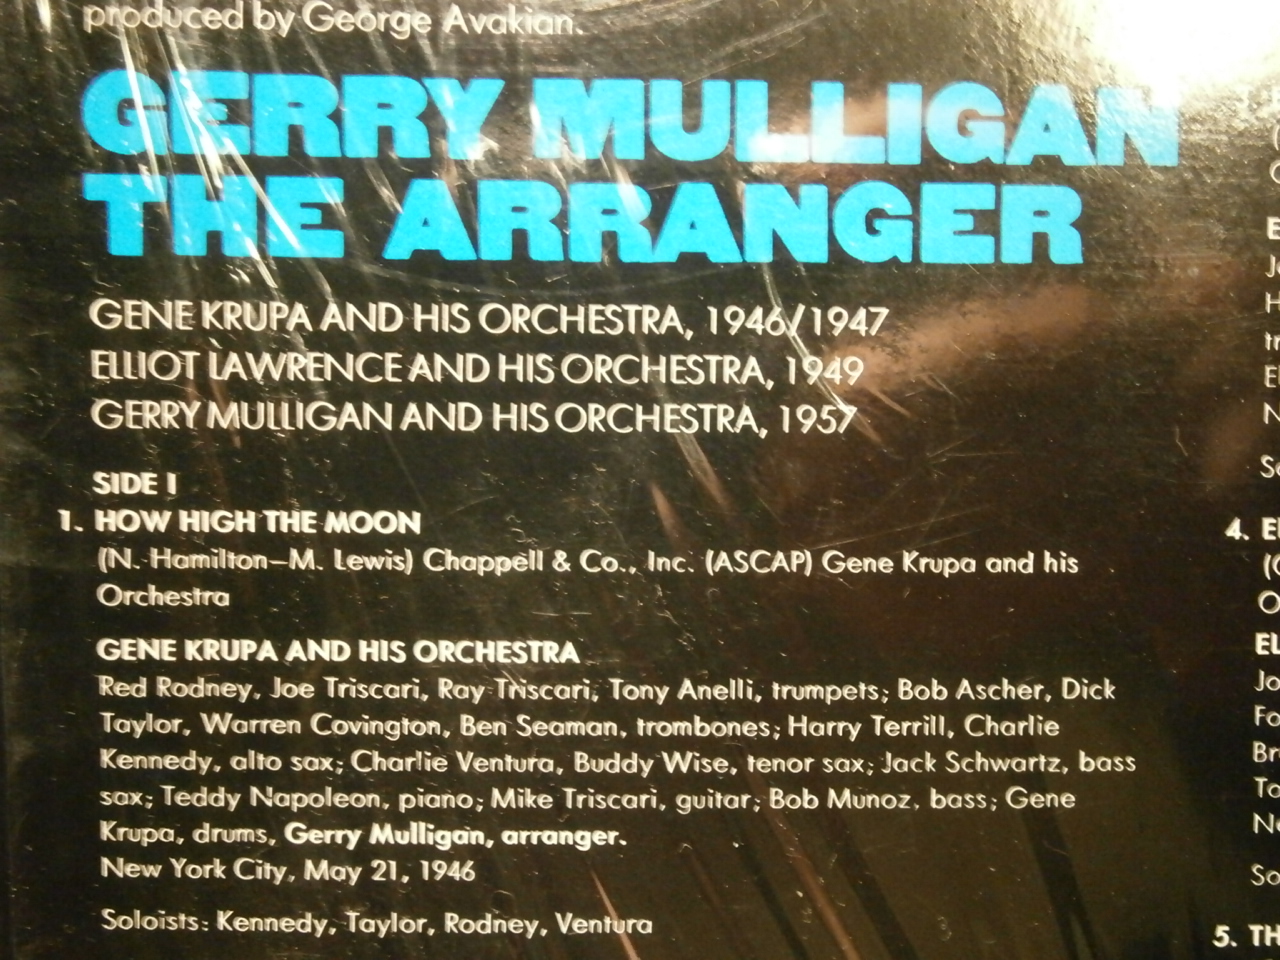 produced by George Avakian.
GERRY MULLIGAN
THE ARRANGER
GENE KRUPA AND HIS ORCHESTRA, 1946/1947
ELLIOT LAWRENCE AND HIS ORCHESTRA, 1949
GERRY MULLIGAN AND HIS ORCHESTRA, 1957
SIDE I
1. HOW HIGH THE MOON
(N. Hamilton–M. Lewis) Chappell & Co., Inc. (ASCAP) Gene Krupa and his
Orchestra
GENE KRUPA AND HIS ORCHESTRA
Red Rodney, Joe Triscari, Ray Triscari, Tony Anelli, trumpets; Bob Ascher, Dick
Taylor, Warren Covington, Ben Seaman, trombones; Harry Terrill, Charlie
Kennedy, alto sax; Charlie Ventura, Buddy Wise, tenor sax; Jack Schwartz, bass
sax; Teddy Napoleon, piano; Mike Triscari, guitar; Bob Munoz, bass; Gene
Krupa, drums, Gerry Mulligan, arranger.
New York City, May 21, 1946
Soloists: Kennedy, Taylor, Rodney, Ventura
4.
5. TH